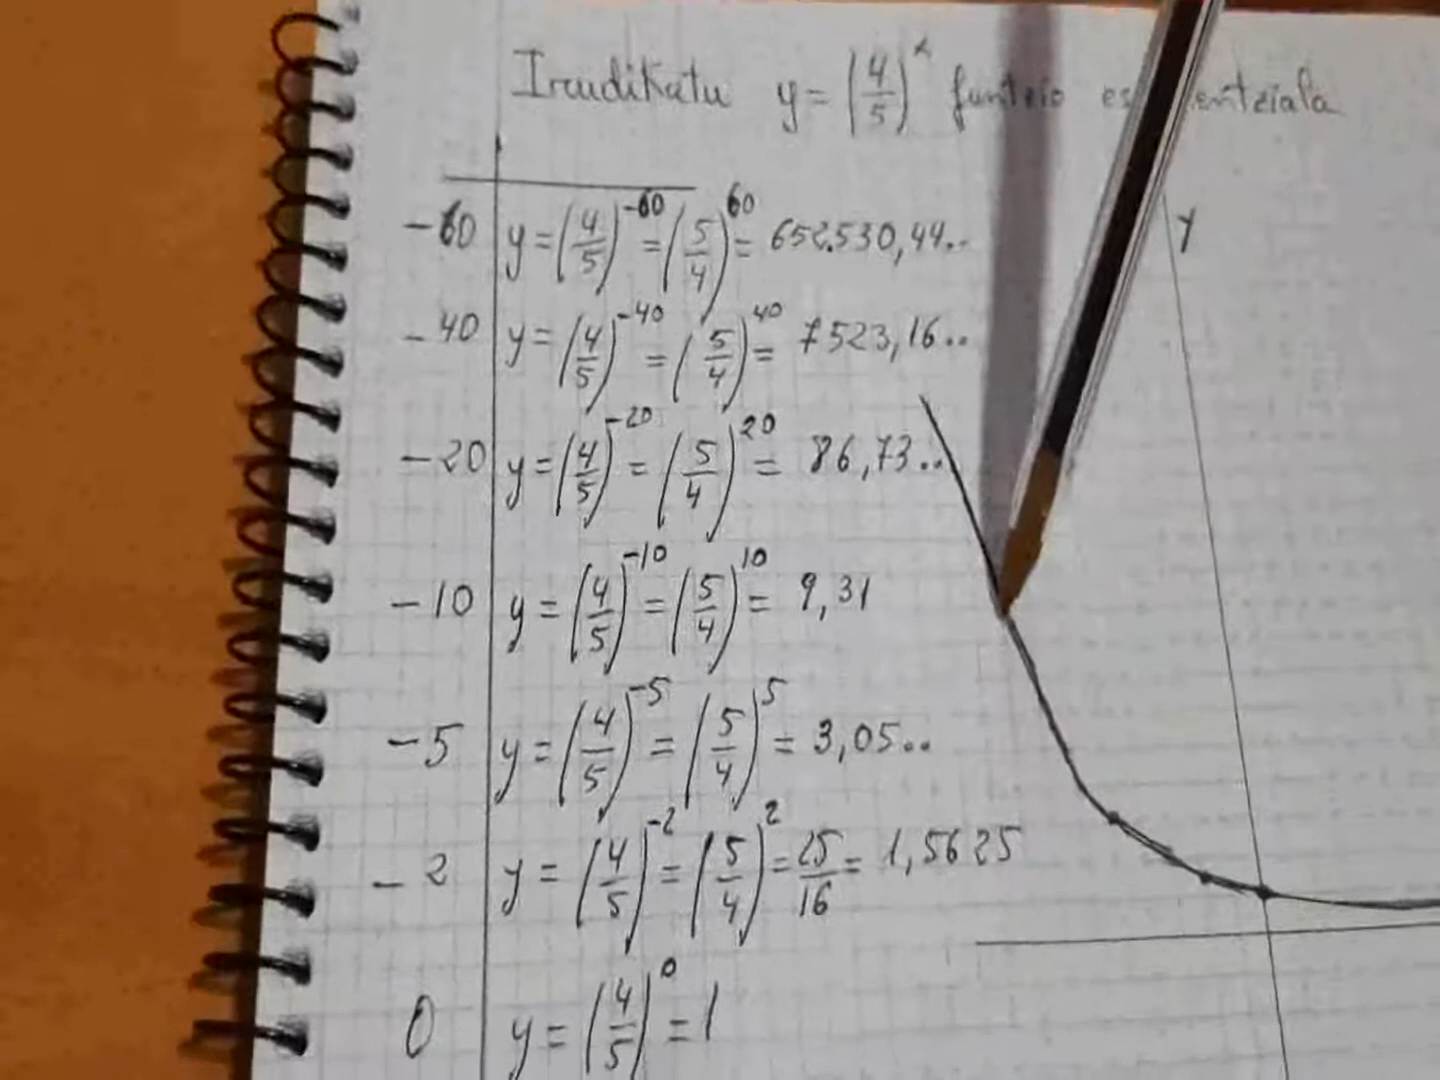 Irudikatu y = (4/5)^x funtzio es entziala
y
-60 y = (4/5)^-60 = (5/4)^60 = 652.530,44..
-40 y = (4/5)^-40 = (5/4)^40 = 7523,16..
-20 y = (4/5)^-20 = (5/4)^20 = 86,73..
-10 y = (4/5)^-10 = (5/4)^10 = 9,31
-5 y = (4/5)^-5 = (5/4)^5 = 3,05..
-2 y = (4/5)^-2 = (5/4)^2 = 25/16 = 1,5625
0 y = (4/5)^0 = 1